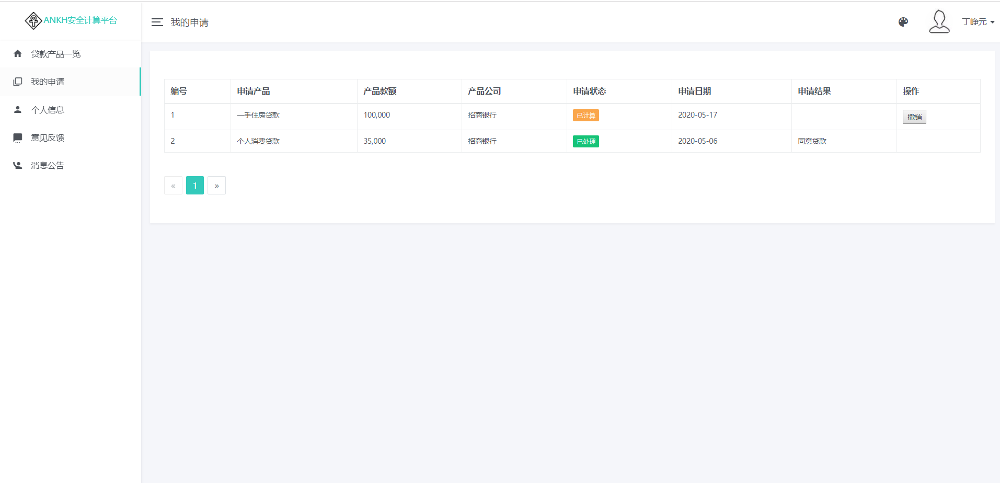 ANKH安全计算平台
我的申请
丁峥元
贷款产品一览
我的申请
个人信息
意见反馈
消息公告
编号 申请产品 产品款额 产品公司 申请状态 申请日期 申请结果 操作
1 一手住房贷款 100,000 招商银行 已计算 2020-05-17 撤销
2 个人消费贷款 35,000 招商银行 已处理 2020-05-06 同意贷款
« 1 »